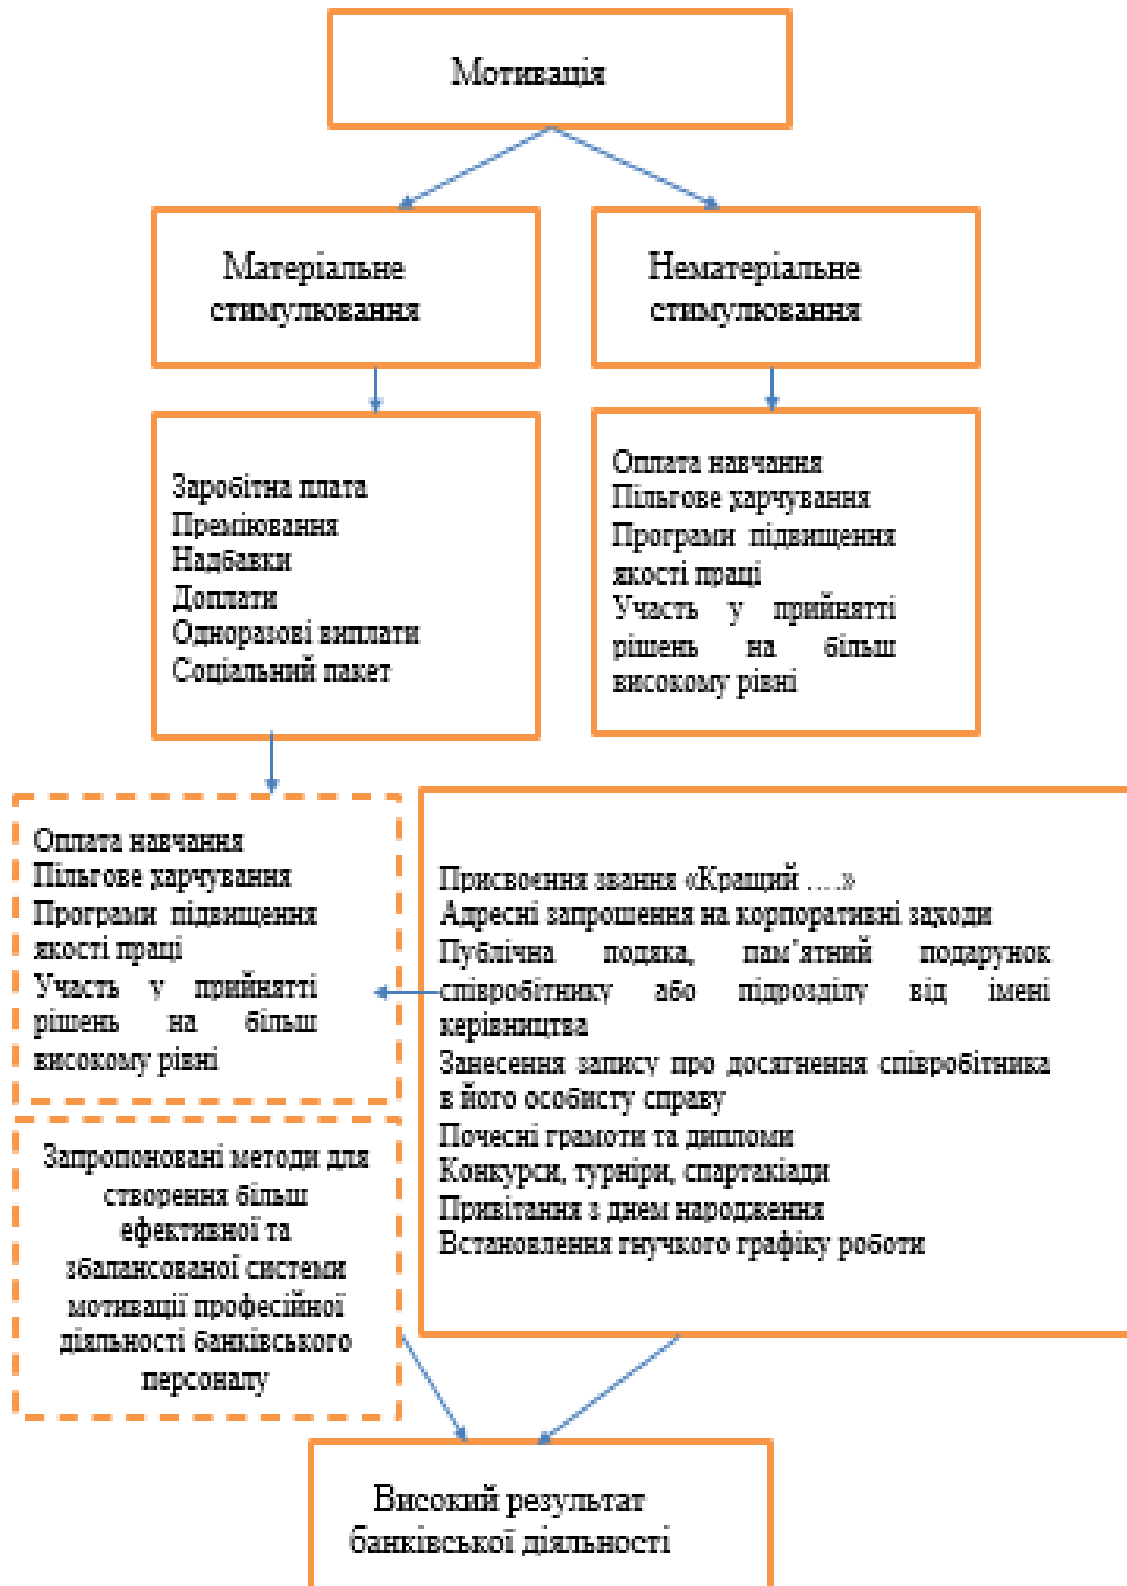 Мотивація
Матеріальне
стимулювання
Нематеріальне
стимулювання
Заробітна плата
Преміювання
Надбавки
Доплати
Одноразові виплати
Соціальний пакет
Оплата навчання
Пільгове харчування
Програми підвищення
якості праці
Участь у прийнятті
рішень на більш
високому рівні
Оплата навчання
Пільгове харчування
Програми підвищення
якості праці
Участь у прийнятті
рішень на більш
високому рівні
Присвоєння звання «Кращий ....»
Адресні запрошення на корпоративні заходи
Публічна подяка, пам´ятний подарунок
співробітнику або підрозділу від імені
керівництва
Занесення запису про досягнення співробітника
в його особисту справу
Почесні грамоти та дипломи
Конкурси, турніри, спартакіади
Привітання з днем народження
Встановлення гнучкого графіку роботи
Запропоновані методи для
створення більш
ефективної та
збалансованої системи
мотивації професійної
діяльності банківського
персоналу
Високий результат
банківської діяльності